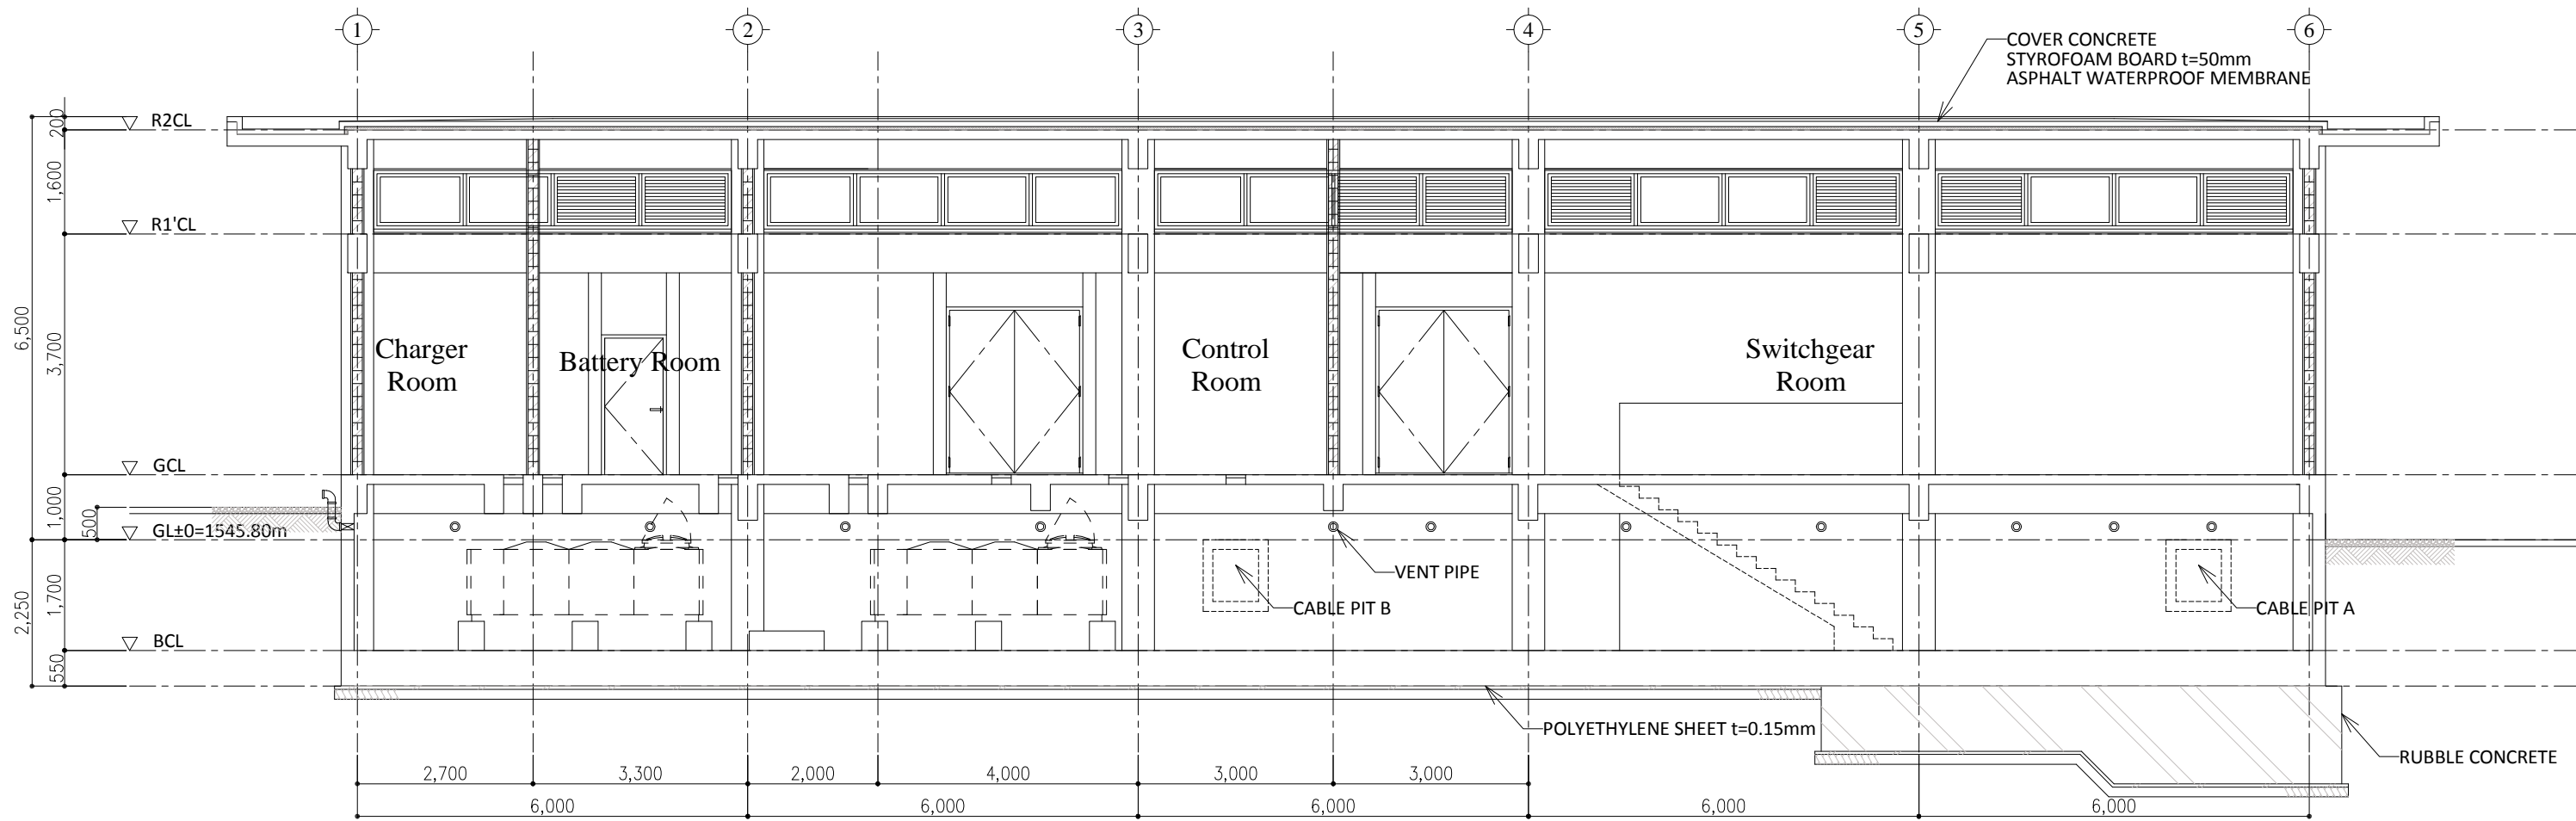 1
2
3
4
5
6
COVER CONCRETE
STYROFOAM BOARD t=50mm
ASPHALT WATERPROOF MEMBRANE
200
R2CL
1,600
R1'CL
6,500
3,700
Charger
Room
Battery Room
Control
Room
Switchgear
Room
GCL
1,000
500
GL±0=1545.80m
VENT PIPE
CABLE PIT B
CABLE PIT A
2,250
1,700
BCL
550
POLYETHYLENE SHEET t=0.15mm
RUBBLE CONCRETE
2,700
3,300
2,000
4,000
3,000
3,000
6,000
6,000
6,000
6,000
6,000